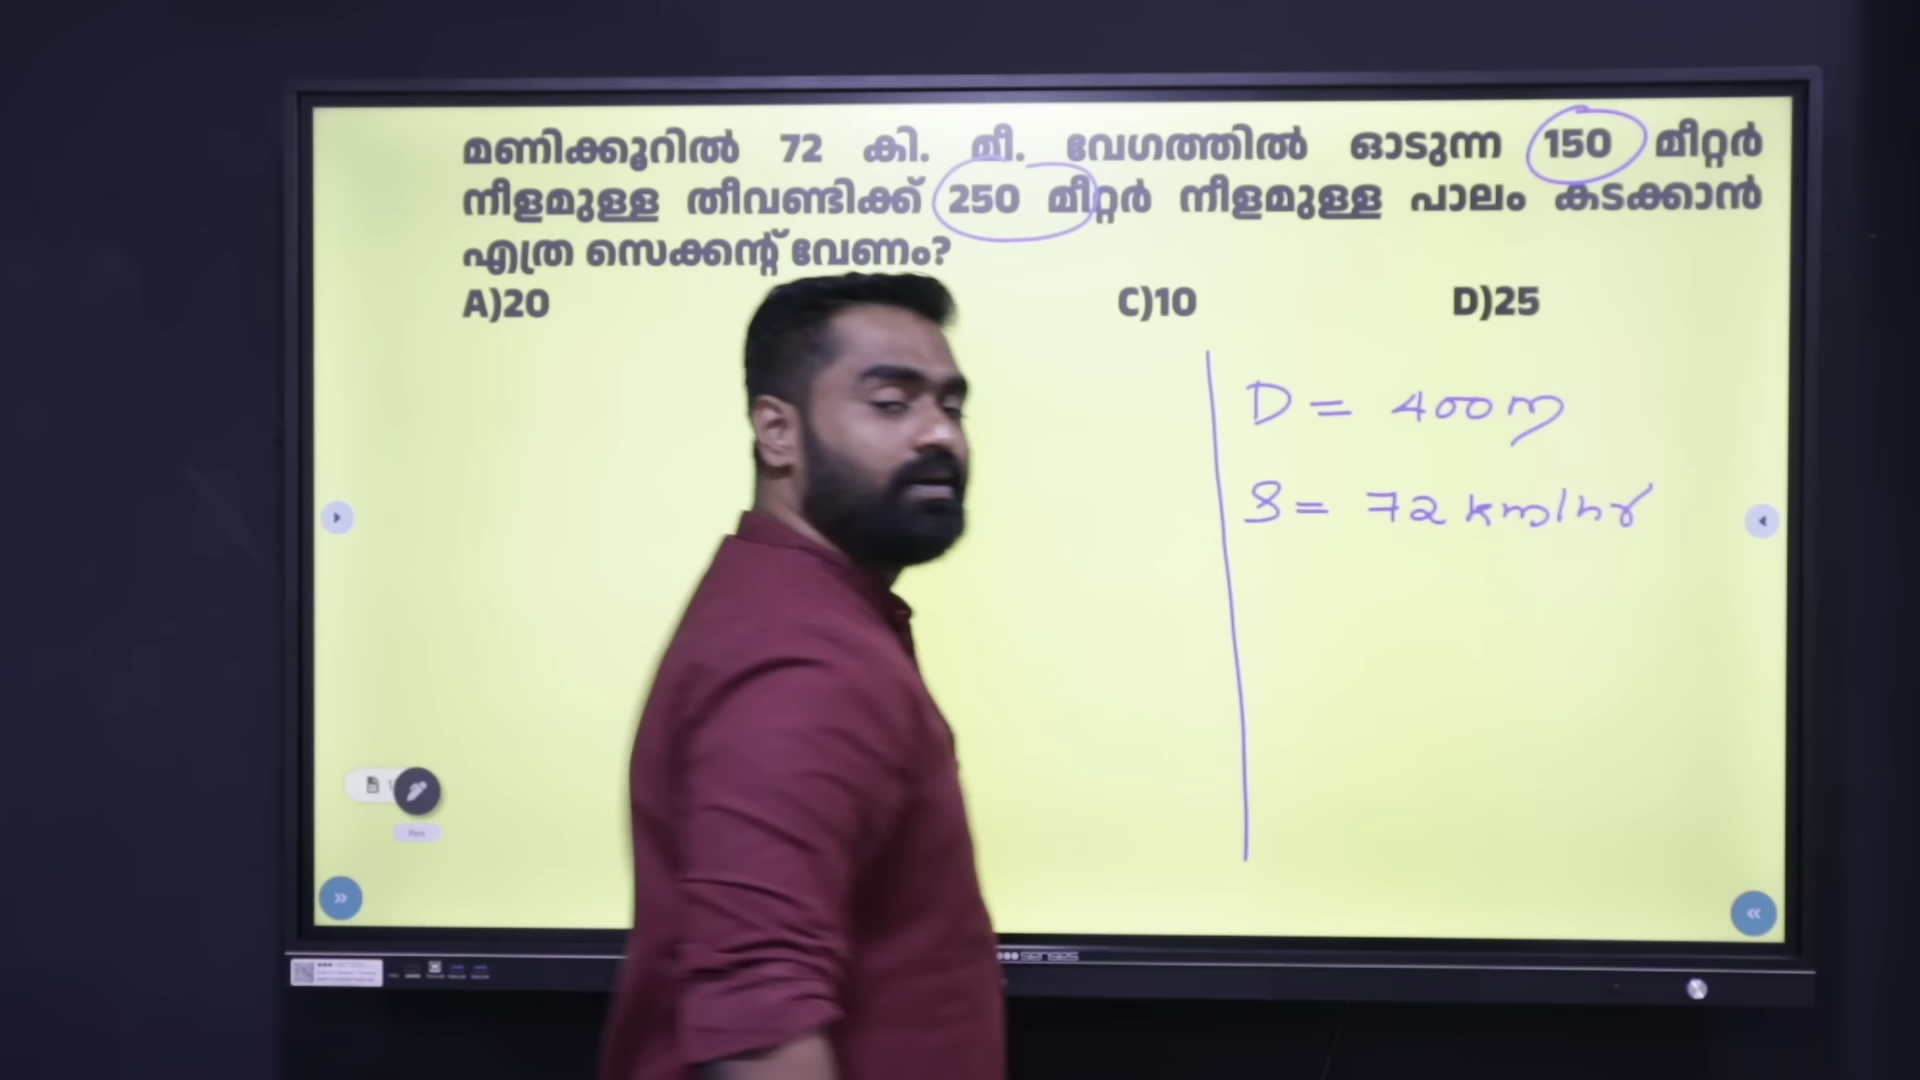 മണിക്കൂറിൽ 72 കി. മീ. വേഗത്തിൽ ഓടുന്ന 150 മീറ്റർ
നീളമുള്ള തീവണ്ടിക്ക് 250 മീറ്റർ നീളമുള്ള പാലം കടക്കാൻ
എത്ര സെക്കന്റ് വേണം?
A)20 C)10 D)25
D = 400m
S = 72 km/hr
Pen